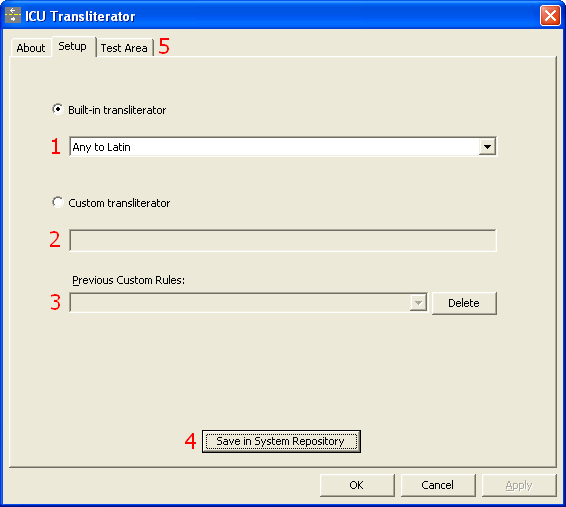 ICU Transliterator
About Setup Test Area 5
Built-in transliterator
1 Any to Latin
Custom transliterator
2
Previous Custom Rules:
3 Delete
4 Save in System Repository
OK Cancel Apply